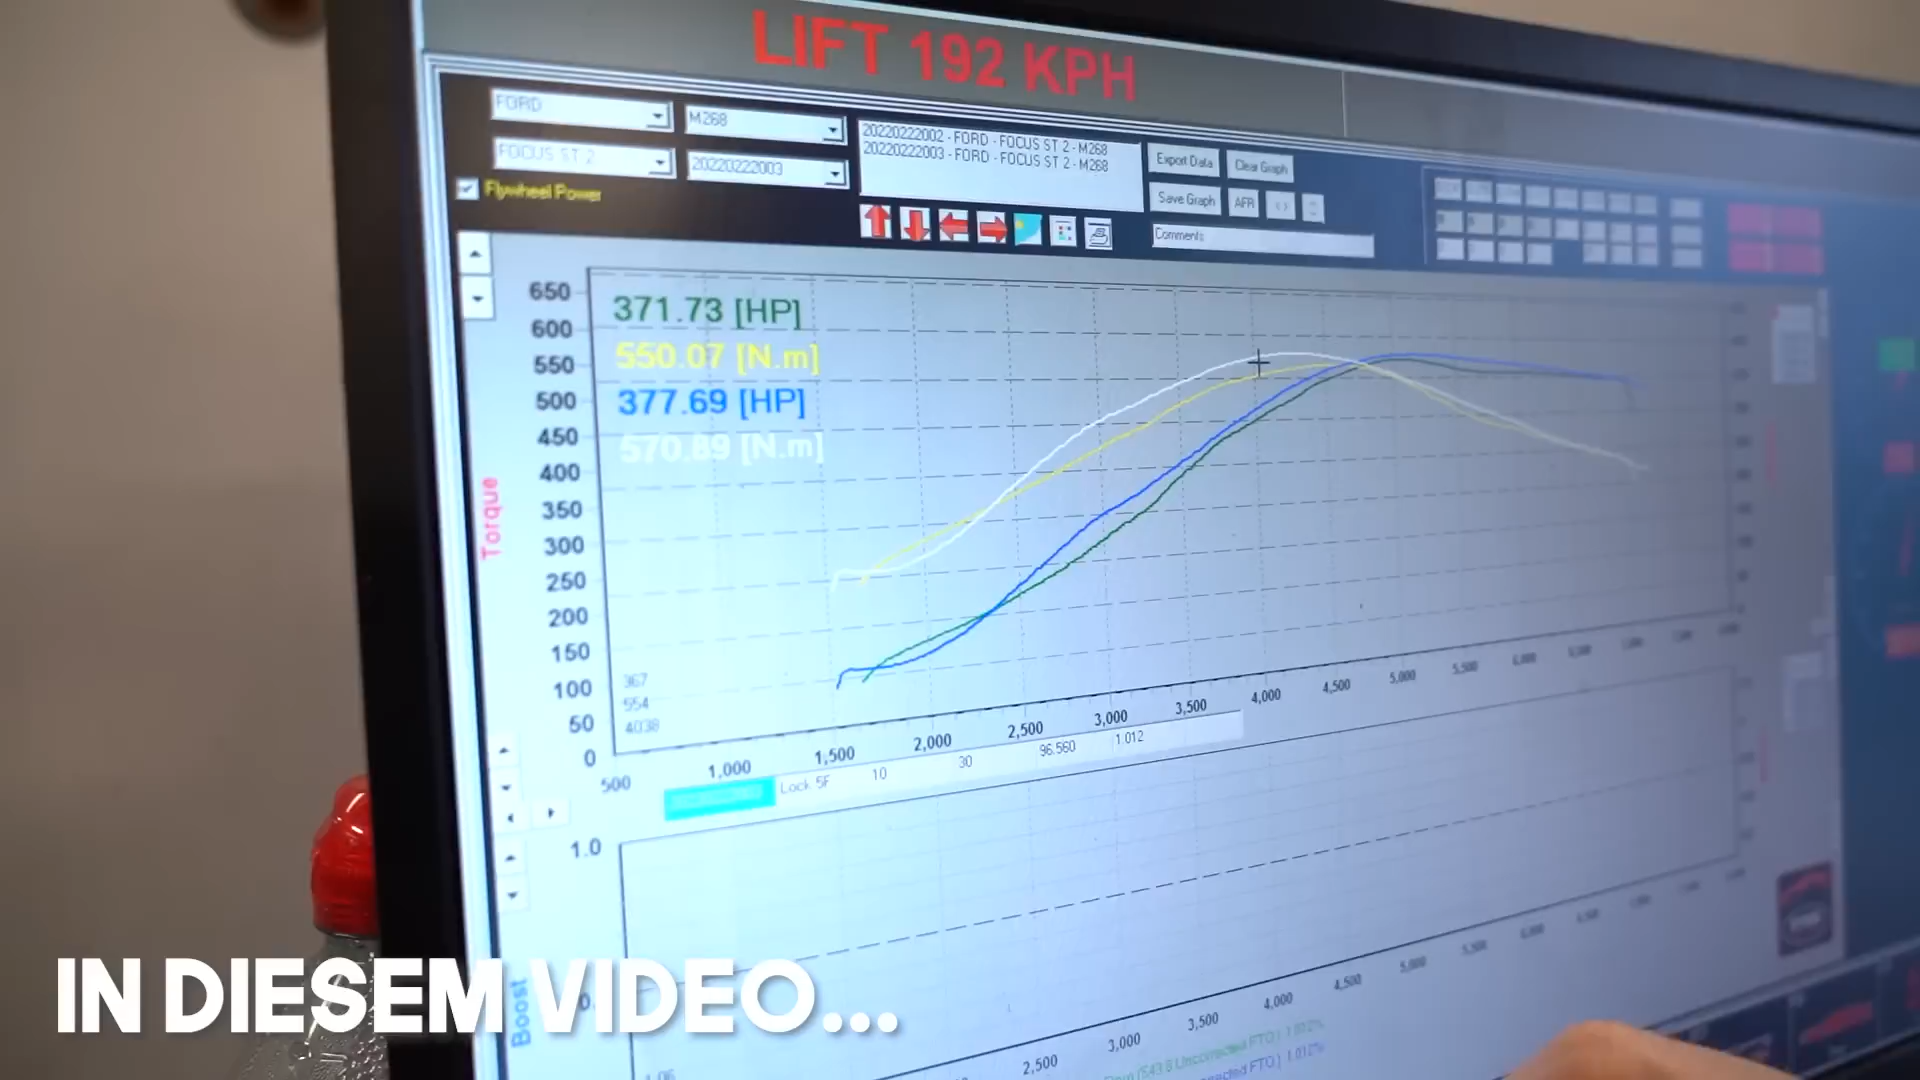 LIFT 192 KPH
FORD
M268
FOCUS ST 2
20220222003
Flywheel Power
20220222002 - FORD - FOCUS ST 2 - M268
20220222003 - FORD - FOCUS ST 2 - M268
Export Data
Clear Graph
Save Graph
AFR
Comments
650
600
550
500
450
400
350
300
250
200
150
100
50
0
Torque
371.73 [HP]
550.07 [N.m]
377.69 [HP]
570.89 [N.m]
367
554
4038
500 1,000 1,500 2,000 2,500 3,000 3,500 4,000 4,500 5,000 5,500 6,000
Lock 5F 10 30 96.560 1.012
1.0
Boost
2,500 3,000 3,500 4,000 4,500 5,000 5,500 6,000
IN DIESEM VIDEO...